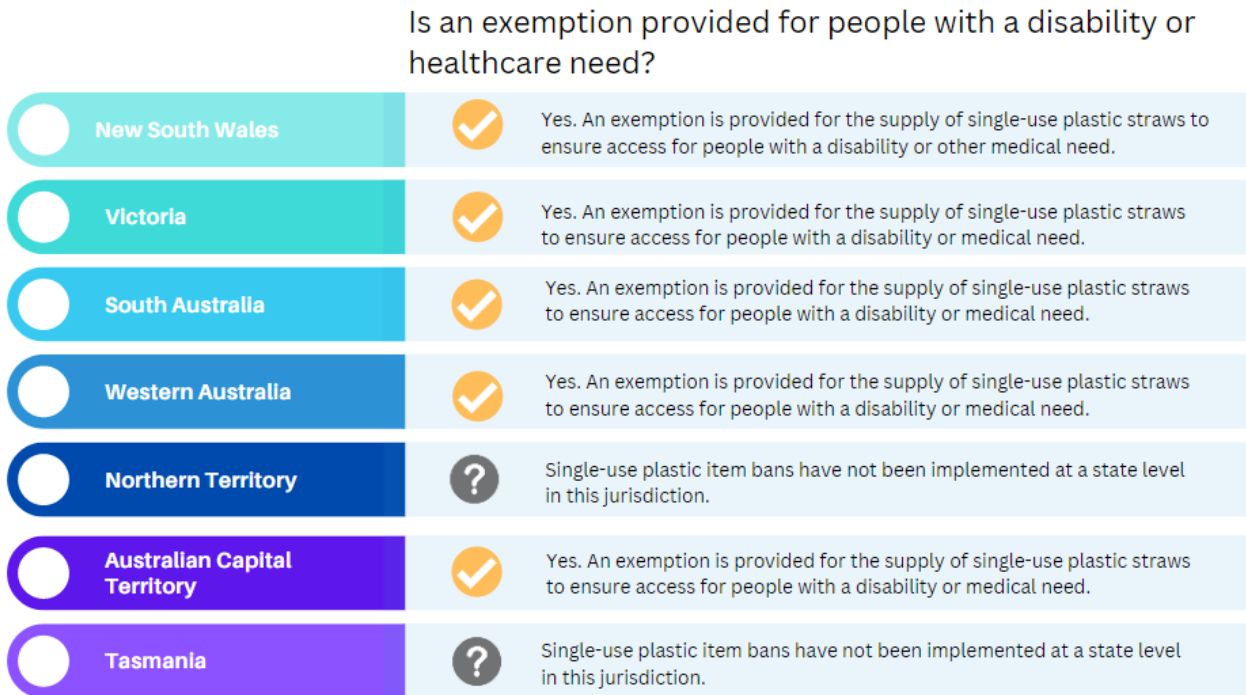 Is an exemption provided for people with a disability or
healthcare need?
New South Wales
Yes. An exemption is provided for the supply of single-use plastic straws to
ensure access for people with a disability or other medical need.
Victoria
Yes. An exemption is provided for the supply of single-use plastic straws
to ensure access for people with a disability or medical need.
South Australia
Yes. An exemption is provided for the supply of single-use plastic straws
to ensure access for people with a disability or medical need.
Western Australia
Yes. An exemption is provided for the supply of single-use plastic straws
to ensure access for people with a disability or medical need.
Northern Territory
?
Single-use plastic item bans have not been implemented at a state level
in this jurisdiction.
Australian Capital
Territory
Yes. An exemption is provided for the supply of single-use plastic straws
to ensure access for people with a disability or medical need.
Tasmania
?
Single-use plastic item bans have not been implemented at a state level
in this jurisdiction.